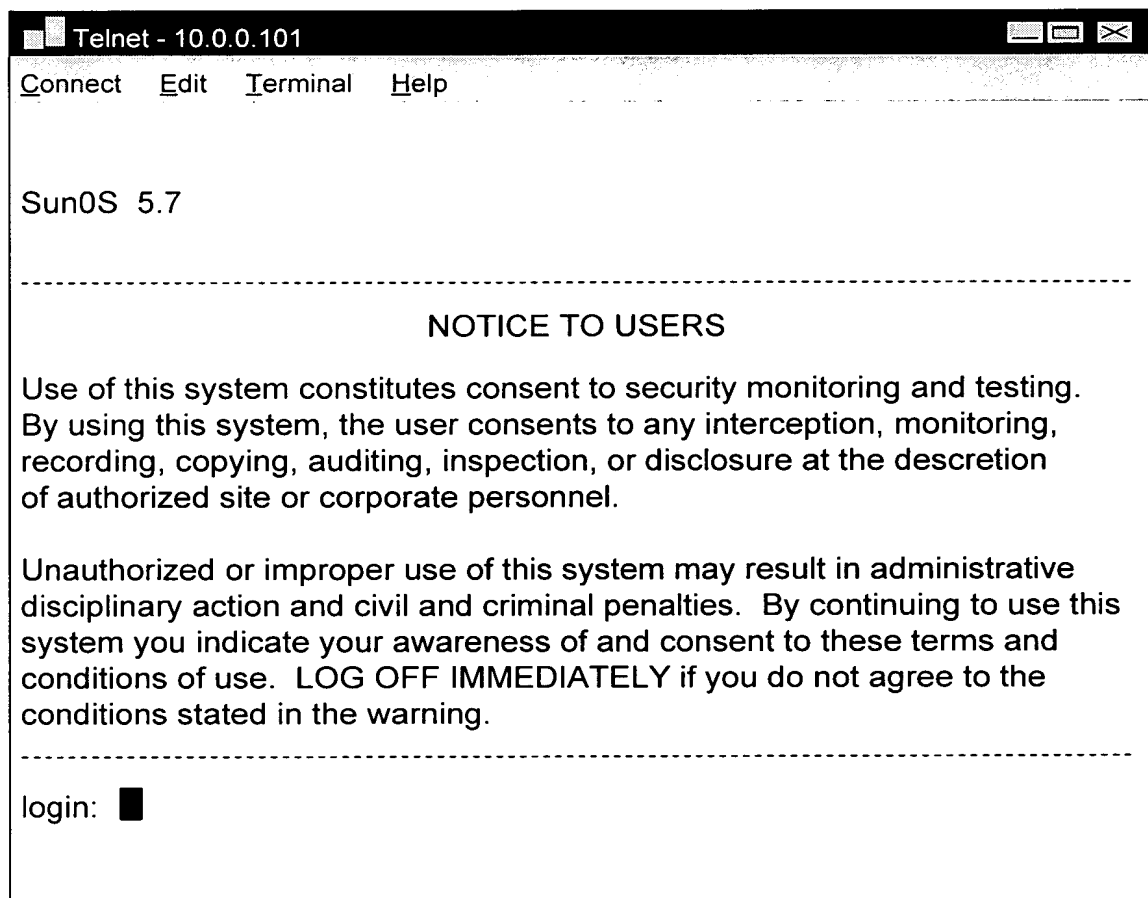 Telnet - 10.0.0.101
Connect Edit Terminal Help
Sun0S 5.7
NOTICE TO USERS
Use of this system constitutes consent to security monitoring and testing.
By using this system, the user consents to any interception, monitoring,
recording, copying, auditing, inspection, or disclosure at the descretion
of authorized site or corporate personnel.
Unauthorized or improper use of this system may result in administrative
disciplinary action and civil and criminal penalties. By continuing to use this
system you indicate your awareness of and consent to these terms and
conditions of use. LOG OFF IMMEDIATELY if you do not agree to the
conditions stated in the warning.
login: